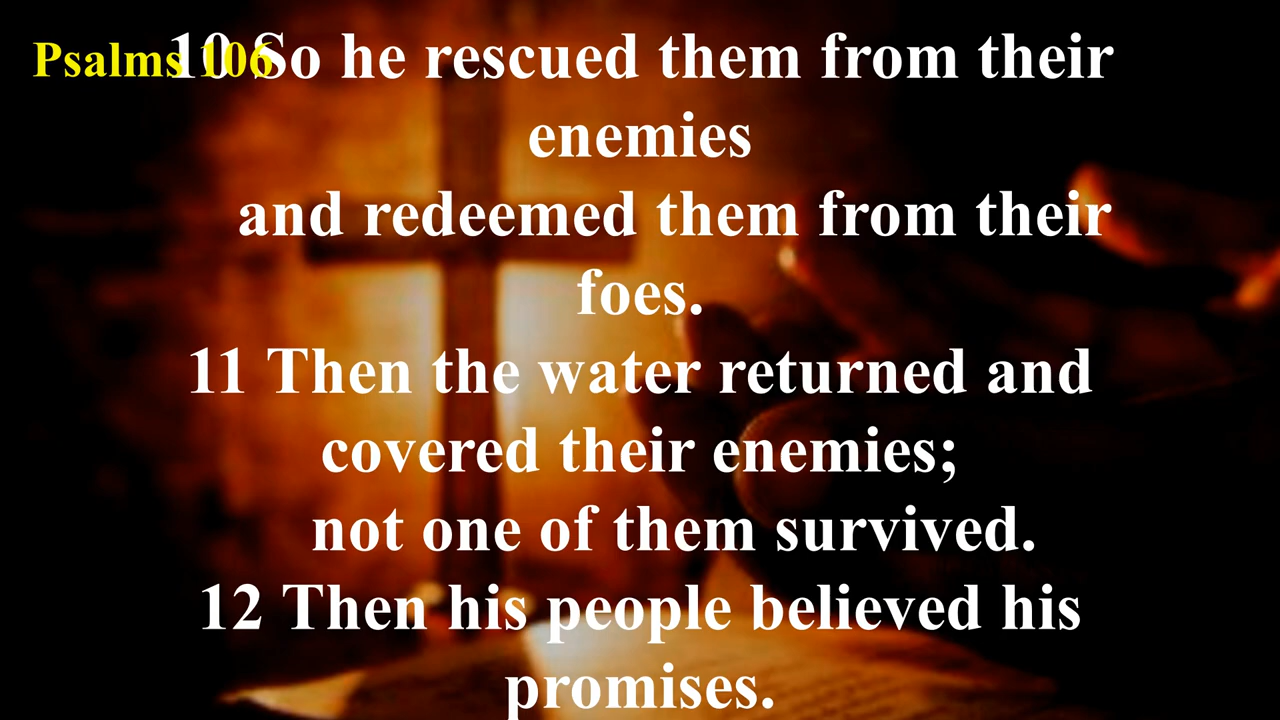 Psalms 106
10 So he rescued them from their
enemies
and redeemed them from their
foes.
11 Then the water returned and
covered their enemies;
not one of them survived.
12 Then his people believed his
promises.